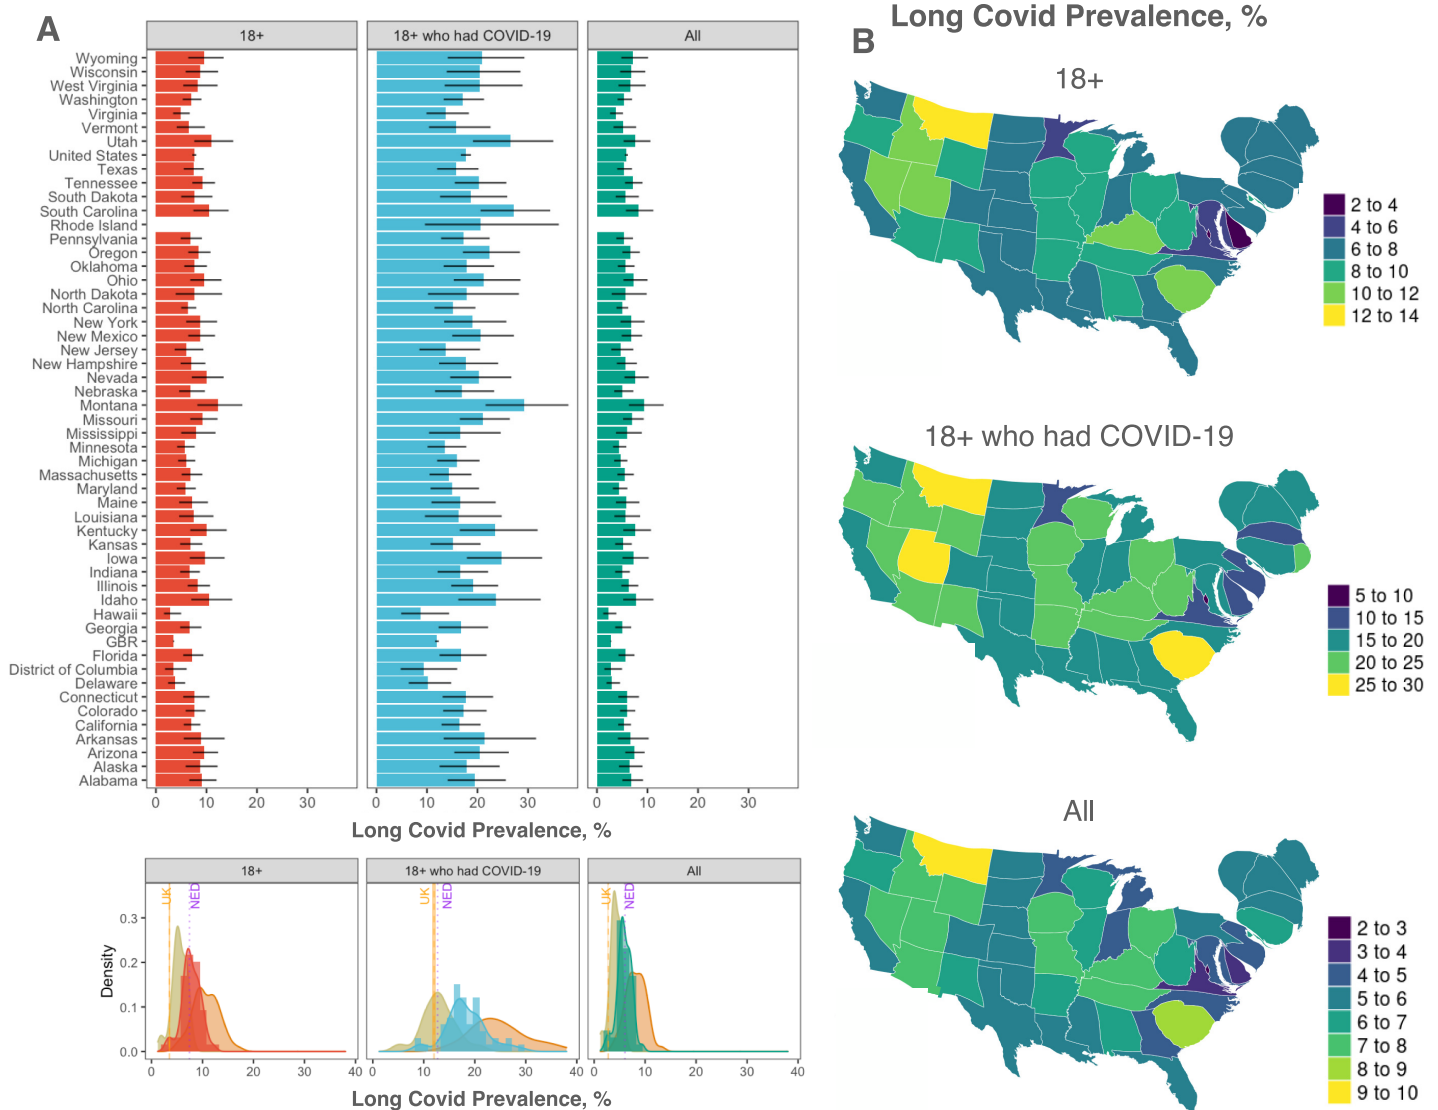 A
18+
18+ who had COVID-19
All
Wyoming
Wisconsin
West Virginia
Washington
Virginia
Vermont
Utah
United States
Texas
Tennessee
South Dakota
South Carolina
Rhode Island
Pennsylvania
Oregon
Oklahoma
Ohio
North Dakota
North Carolina
New York
New Mexico
New Jersey
New Hampshire
Nevada
Nebraska
Montana
Missouri
Mississippi
Minnesota
Michigan
Massachusetts
Maryland
Maine
Louisiana
Kentucky
Kansas
Iowa
Indiana
Illinois
Idaho
Hawaii
Georgia
GBR
Florida
District of Columbia
Delaware
Connecticut
Colorado
California
Arkansas
Arizona
Alaska
Alabama
0 10 20 30
0 10 20 30
0 10 20 30
Long Covid Prevalence, %
18+
18+ who had COVID-19
All
UK
NED
UK
NED
UK
NED
Density
0.3
0.2
0.1
0.0
0 10 20 30 40
0 10 20 30 40
0 10 20 30 40
Long Covid Prevalence, %
Long Covid Prevalence, %
B
18+
2 to 4
4 to 6
6 to 8
8 to 10
10 to 12
12 to 14
18+ who had COVID-19
5 to 10
10 to 15
15 to 20
20 to 25
25 to 30
All
2 to 3
3 to 4
4 to 5
5 to 6
6 to 7
7 to 8
8 to 9
9 to 10